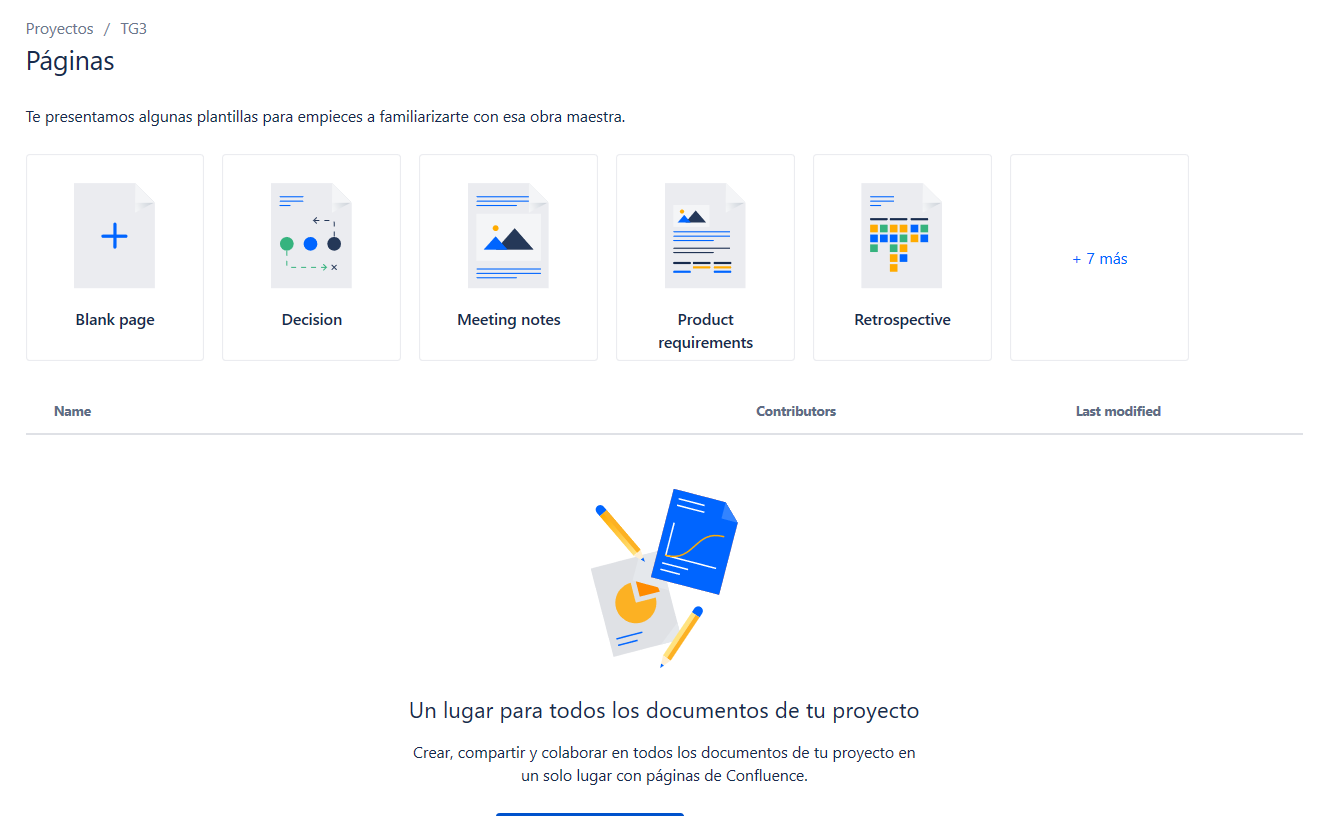 Proyectos / TG3
Páginas
Te presentamos algunas plantillas para empieces a familiarizarte con esa obra maestra.
+ 7 más
Blank page
Decision
Meeting notes
Product
requirements
Retrospective
Name Contributors Last modified
Un lugar para todos los documentos de tu proyecto
Crear, compartir y colaborar en todos los documentos de tu proyecto en
un solo lugar con páginas de Confluence.